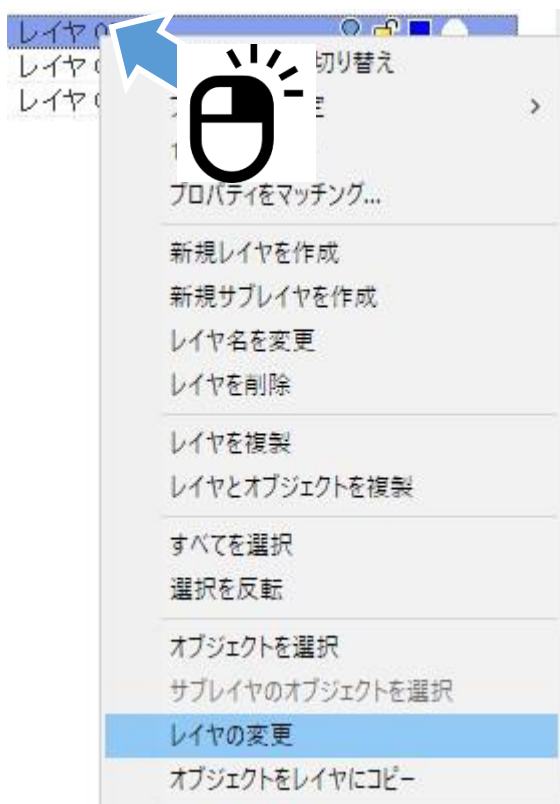 レイヤ 0
レイヤ
レイヤ
切り替え
プロパティをマッチング...
新規レイヤを作成
新規サブレイヤを作成
レイヤ名を変更
レイヤを削除
レイヤを複製
レイヤとオブジェクトを複製
すべてを選択
選択を反転
オブジェクトを選択
サブレイヤのオブジェクトを選択
レイヤの変更
オブジェクトをレイヤにコピー